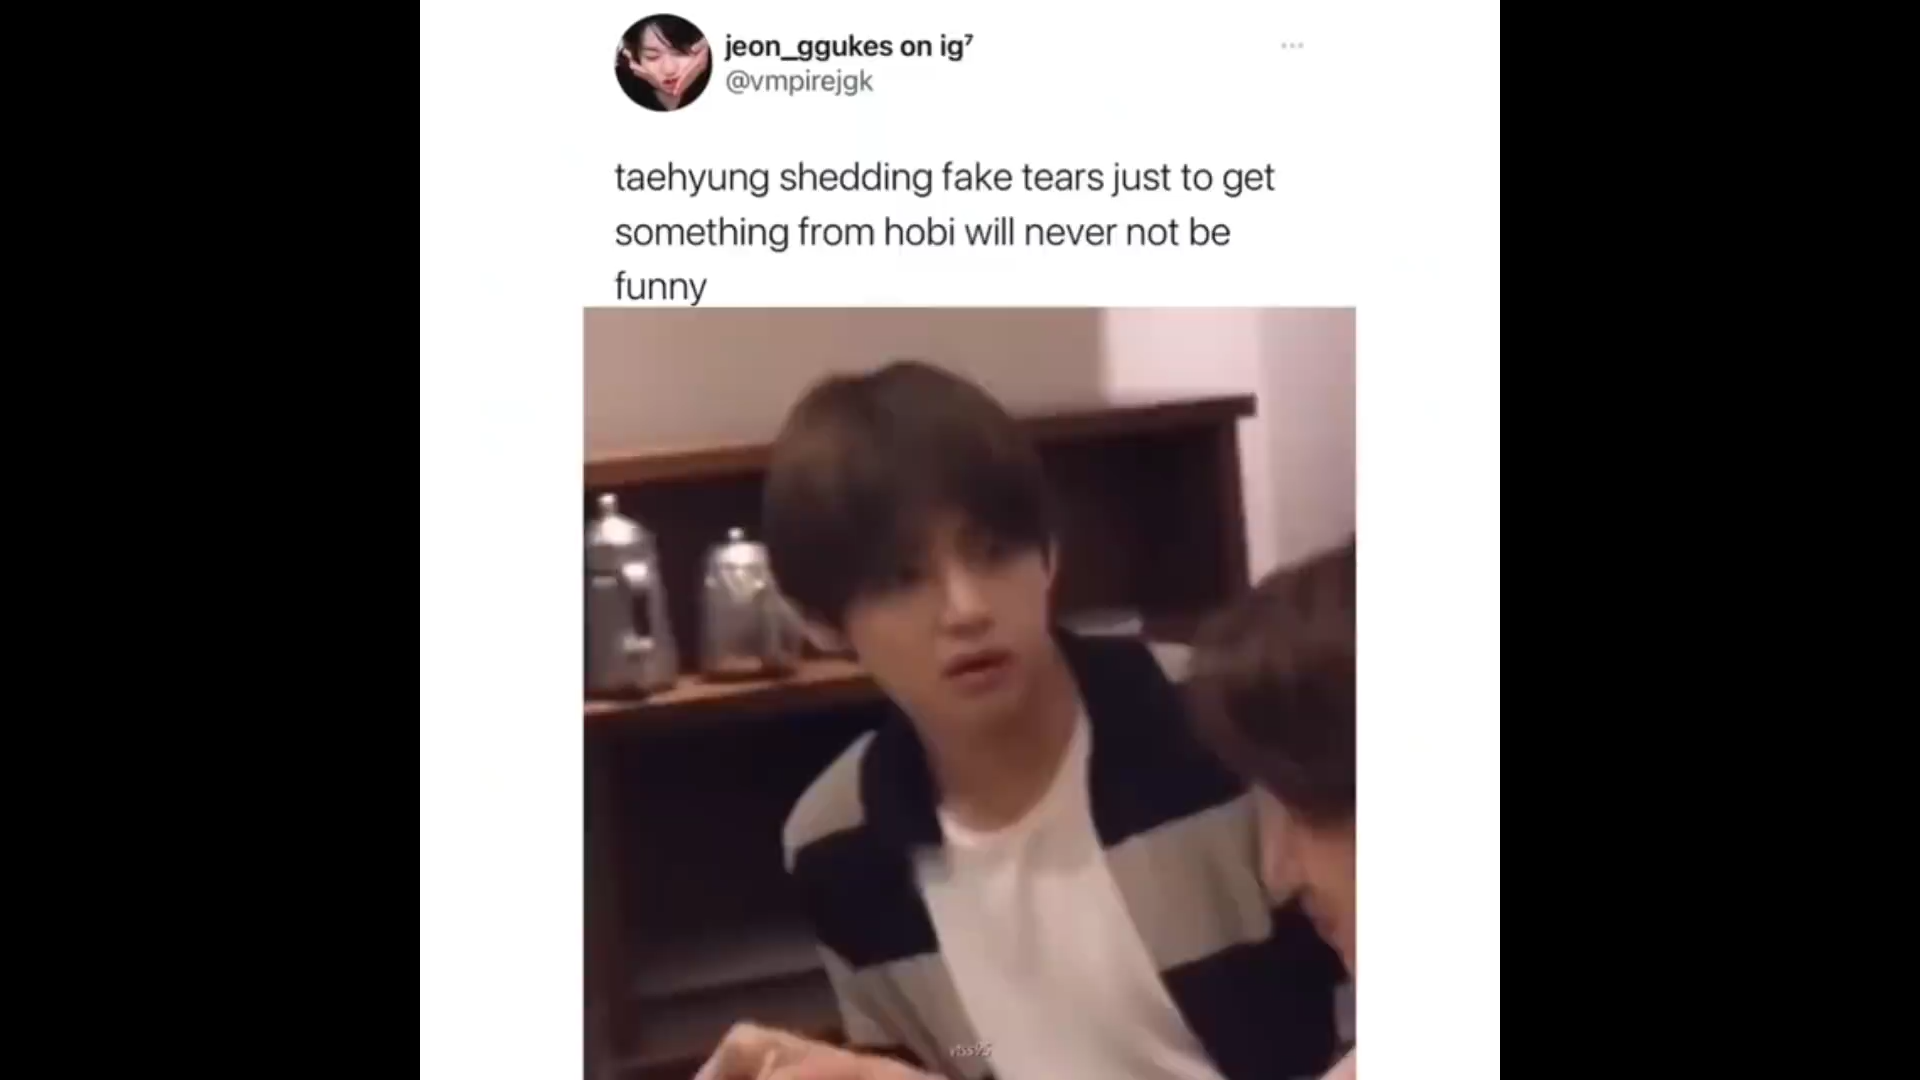 jeon_ggukes on ig⁷
@vmpirejgk
taehyung shedding fake tears just to get
something from hobi will never not be
funny
vtss95